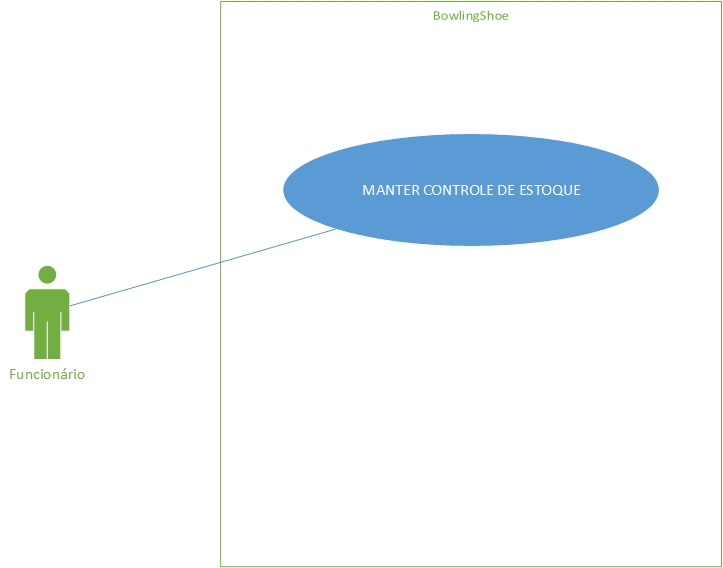 BowlingShoe
MANTER CONTROLE DE ESTOQUE
Funcionário